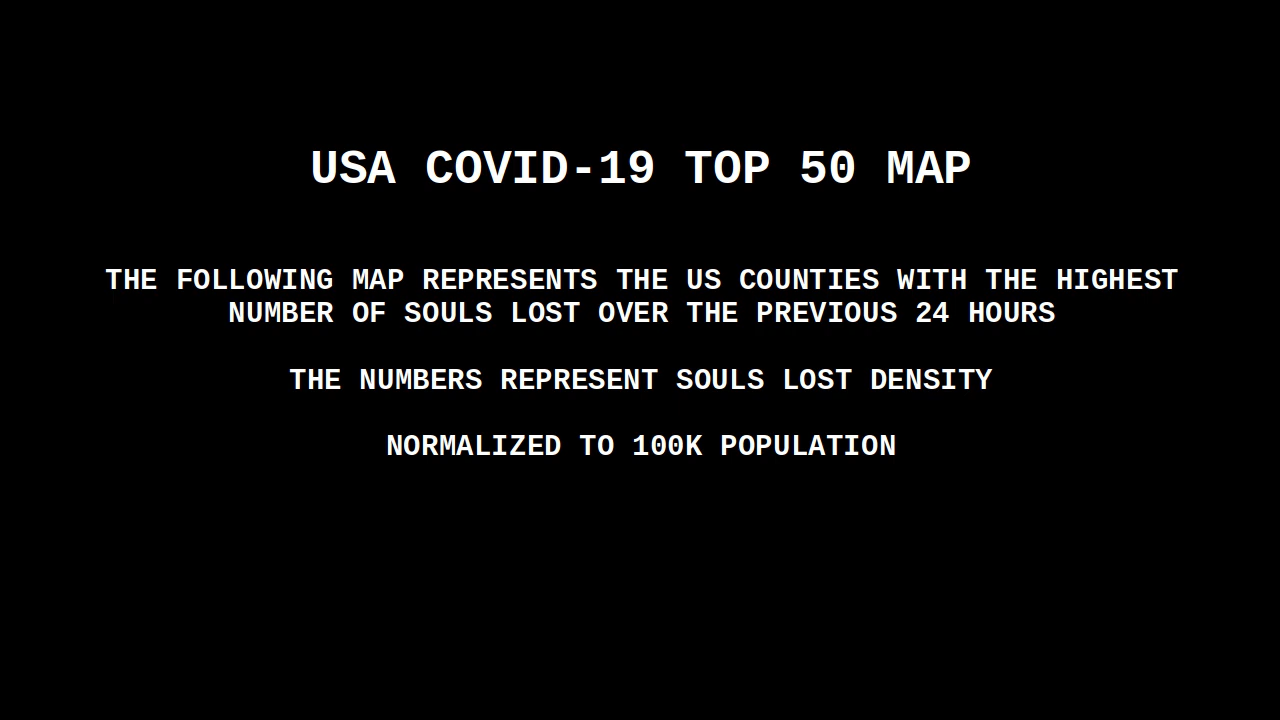 USA COVID-19 TOP 50 MAP
THE FOLLOWING MAP REPRESENTS THE US COUNTIES WITH THE HIGHEST
NUMBER OF SOULS LOST OVER THE PREVIOUS 24 HOURS
THE NUMBERS REPRESENT SOULS LOST DENSITY
NORMALIZED TO 100K POPULATION